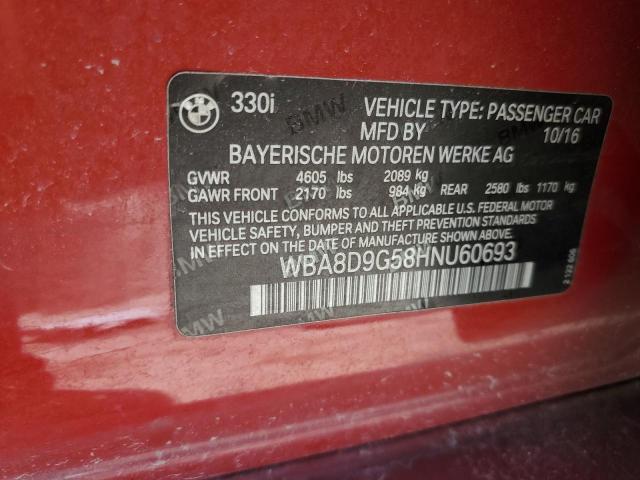 BMW 330i VEHICLE TYPE: PASSENGER CAR
MFD BY 10/16
BAYERISCHE MOTOREN WERKE AG
GVWR 4605 lbs 2089 kg
GAWR FRONT 2170 lbs 984 kg REAR 2580 lbs 1170 kg
THIS VEHICLE CONFORMS TO ALL APPLICABLE U.S. FEDERAL MOTOR
VEHICLE SAFETY, BUMPER, AND THEFT PREVENTION STANDARDS
IN EFFECT ON THE DATE OF MANUFACTURE SHOWN ABOVE.
WBA8D9G58HNU60693